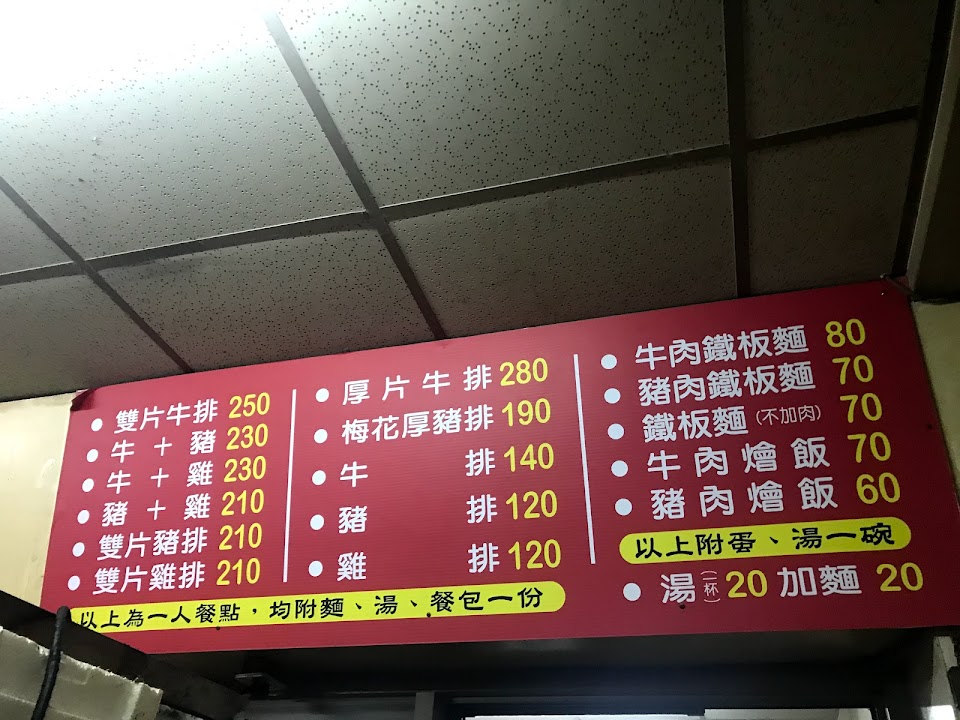 雙片牛排 250
牛＋豬 230
牛＋雞 230
豬＋雞 210
雙片豬排 210
雙片雞排 210
厚片牛排 280
梅花厚豬排 190
牛排 140
豬排 120
雞排 120
以上為一人餐點，均附麵、湯、餐包一份
牛肉鐵板麵 80
豬肉鐵板麵 70
鐵板麵(不加肉) 70
牛肉燴飯 70
豬肉燴飯 60
以上附蛋、湯一碗
湯(一杯) 20 加麵 20